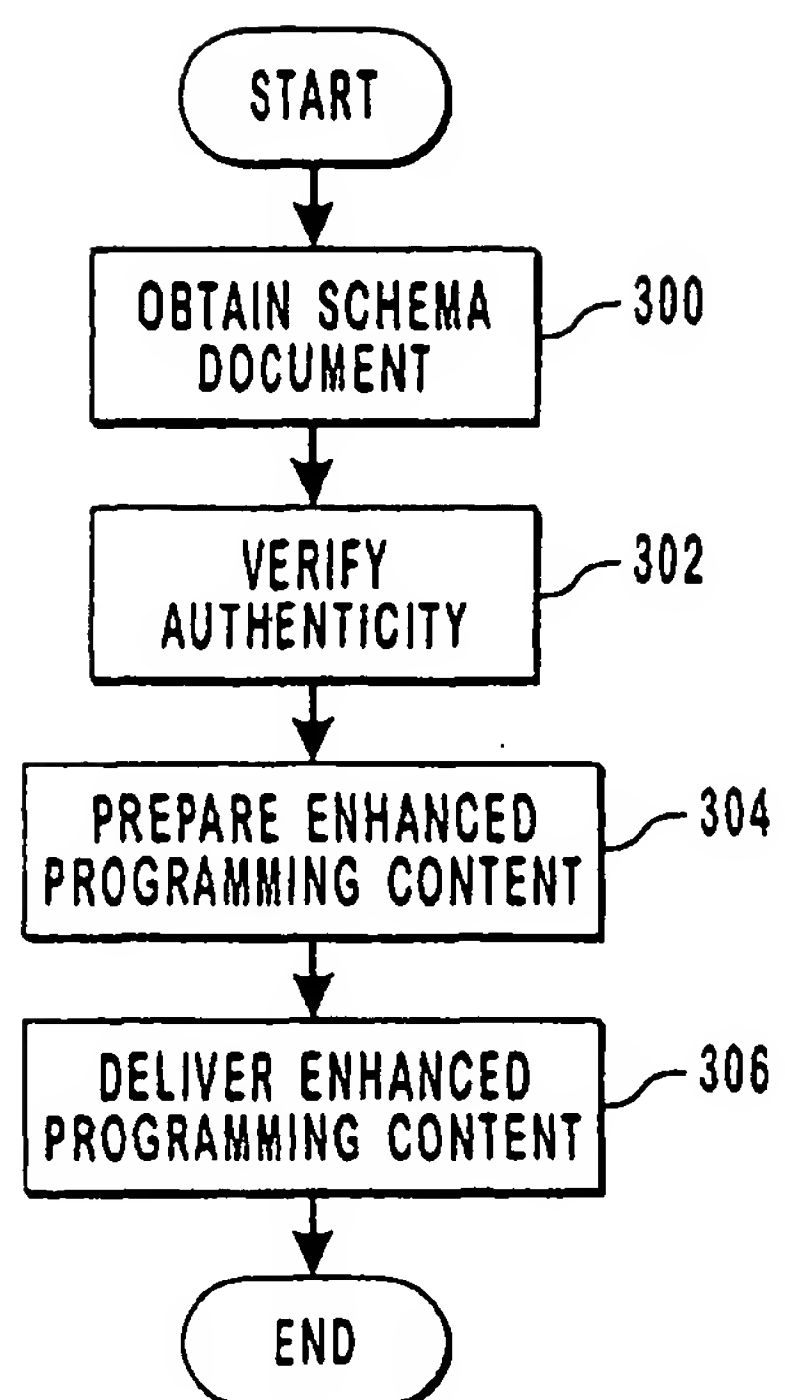 START
OBTAIN SCHEMA
DOCUMENT
300
VERIFY
AUTHENTICITY
302
PREPARE ENHANCED
PROGRAMMING CONTENT
304
DELIVER ENHANCED
PROGRAMMING CONTENT
306
END